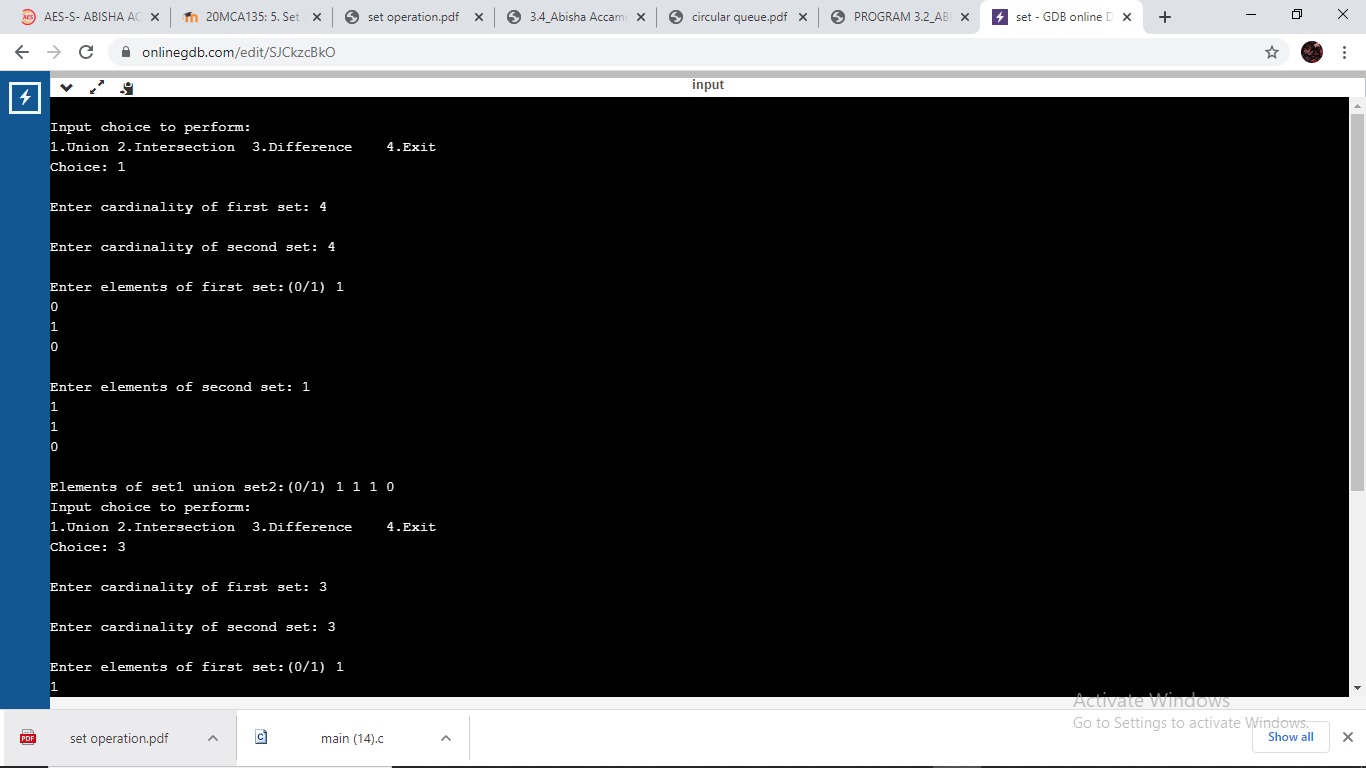 AES-S- ABISHA AC
20MCA135: 5. Set
set operation.pdf
3.4_Abisha Accam
circular queue.pdf
PROGRAM 3.2_AB
set - GDB online D
onlinegdb.com/edit/SJCkzcBkO
input
Input choice to perform:
1.Union 2.Intersection  3.Difference    4.Exit
Choice: 1
Enter cardinality of first set: 4
Enter cardinality of second set: 4
Enter elements of first set:(0/1) 1
0
1
0
Enter elements of second set: 1
1
1
0
Elements of set1 union set2:(0/1) 1 1 1 0
Input choice to perform:
1.Union 2.Intersection  3.Difference    4.Exit
Choice: 3
Enter cardinality of first set: 3
Enter cardinality of second set: 3
Enter elements of first set:(0/1) 1
1
Activate Windows
Go to Settings to activate Windows.
PDF
set operation.pdf
C
main (14).c
Show all